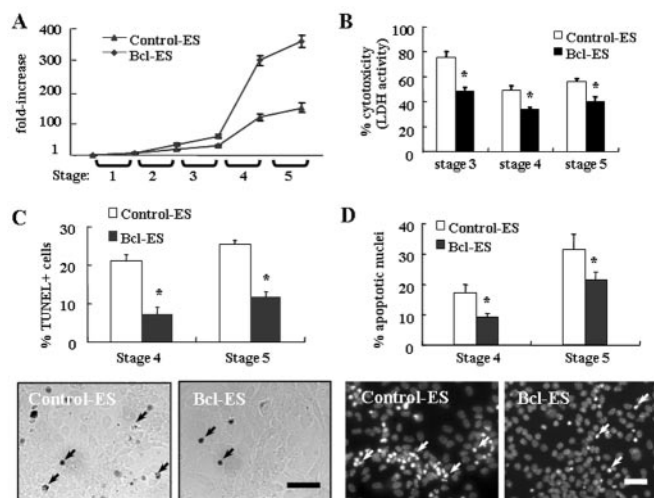 A
fold-increase
400
300
200
100
1
Control-ES
Bcl-ES
Stage: 1 2 3 4 5
B
% cytotoxicity
(LDH activity)
100
80
60
40
20
0
Control-ES
Bcl-ES
* * *
stage 3 stage 4 stage 5
C
% TUNEL+ cells
30
20
10
0
Control-ES
Bcl-ES
* *
Stage 4 Stage 5
Control-ES
Bcl-ES
D
% apoptotic nuclei
40
30
20
10
0
Control-ES
Bcl-ES
* *
Stage 4 Stage 5
Control-ES
Bcl-ES